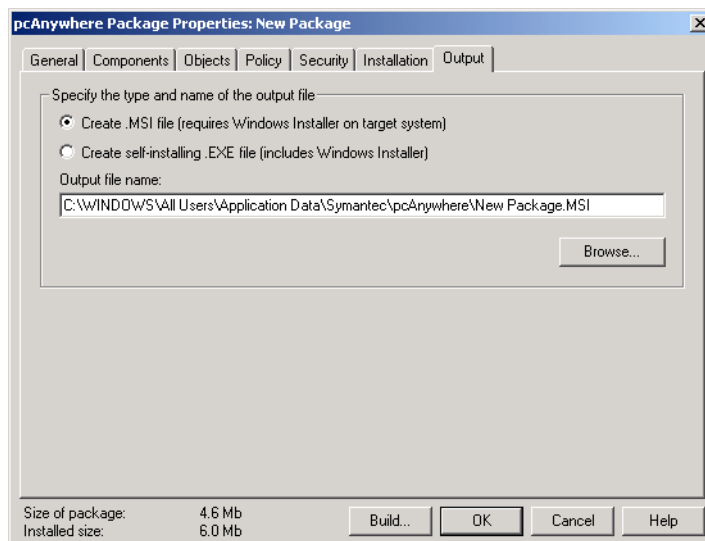 pcAnywhere Package Properties: New Package
General Components Objects Policy Security Installation Output
Specify the type and name of the output file
Create .MSI file (requires Windows Installer on target system)
Create self-installing .EXE file (includes Windows Installer)
Output file name:
C:\WINDOWS\All Users\Application Data\Symantec\pcAnywhere\New Package.MSI
Browse...
Size of package: 4.6 Mb
Installed size: 6.0 Mb
Build... OK Cancel Help